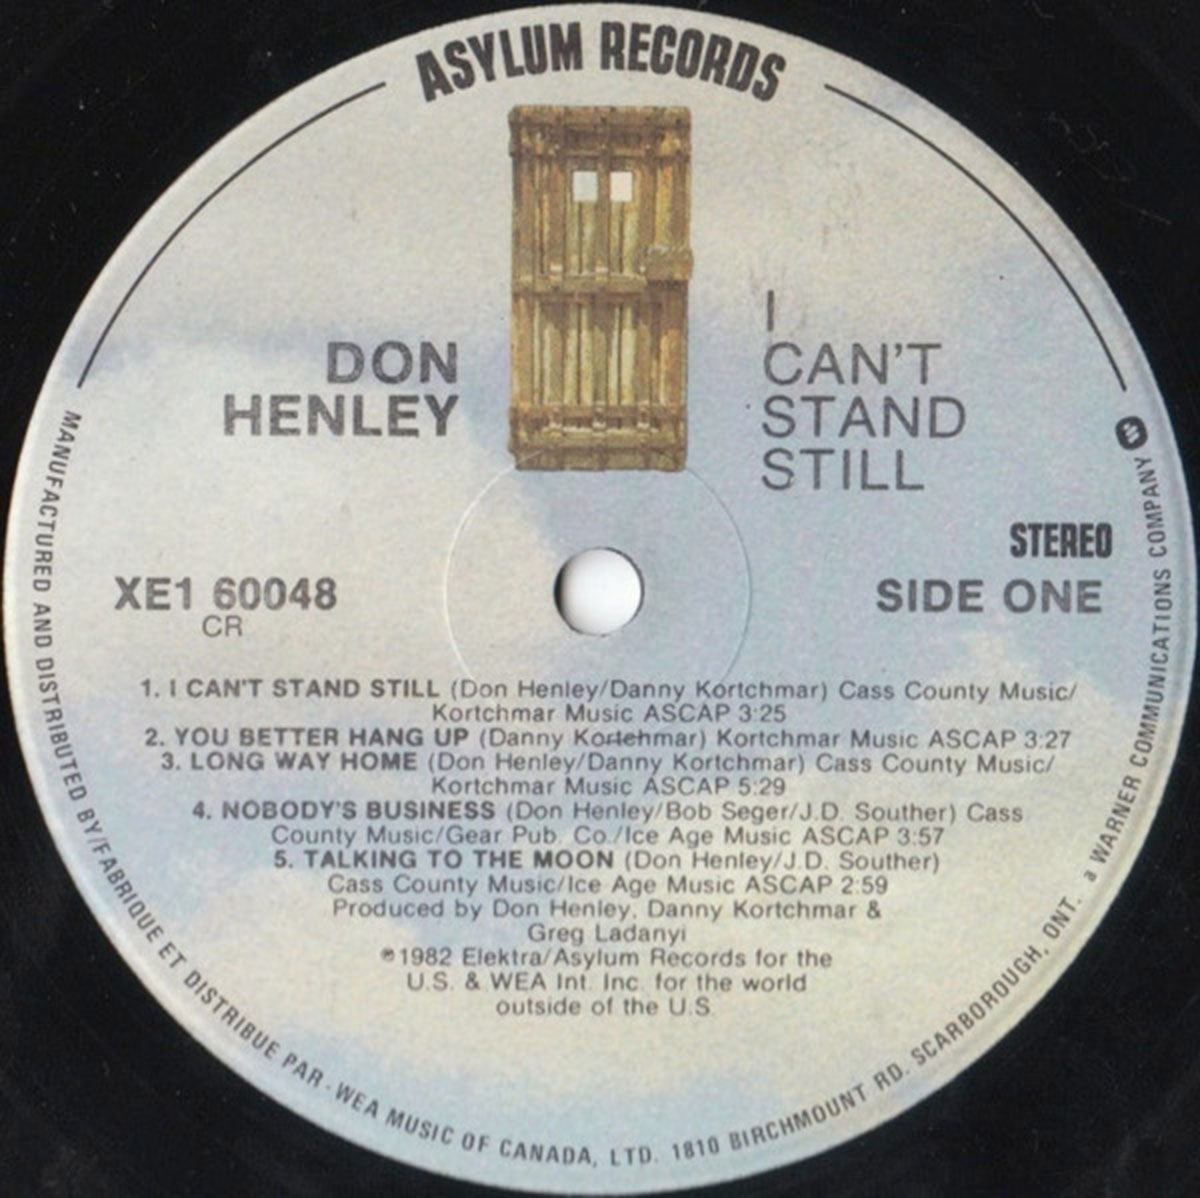 ASYLUM RECORDS
DON
HENLEY
I
CAN'T
STAND
STILL
STEREO
XE1 60048
CR
SIDE ONE
1. I CAN'T STAND STILL (Don Henley/Danny Kortchmar) Cass County Music/
Kortchmar Music ASCAP 3:25
2. YOU BETTER HANG UP (Danny Kortchmar) Kortchmar Music ASCAP 3:27
3. LONG WAY HOME (Don Henley/Danny Kortchmar) Cass County Music/
Kortchmar Music ASCAP 5:29
4. NOBODY'S BUSINESS (Don Henley/Bob Seger/J.D. Souther) Cass
County Music/Gear Pub. Co./Ice Age Music ASCAP 3:57
5. TALKING TO THE MOON (Don Henley/J.D. Souther)
Cass County Music/Ice Age Music ASCAP 2:59
Produced by Don Henley, Danny Kortchmar &
Greg Ladanyi
℗1982 Elektra/Asylum Records for the
U.S. & WEA Int. Inc. for the world
outside of the U.S.
MANUFACTURED AND DISTRIBUTED BY/FABRIQUE ET DISTRIBUE PAR - WEA MUSIC OF CANADA, LTD. 1810 BIRCHMOUNT RD. SCARBOROUGH, ONT. a WARNER COMMUNICATIONS COMPANY W